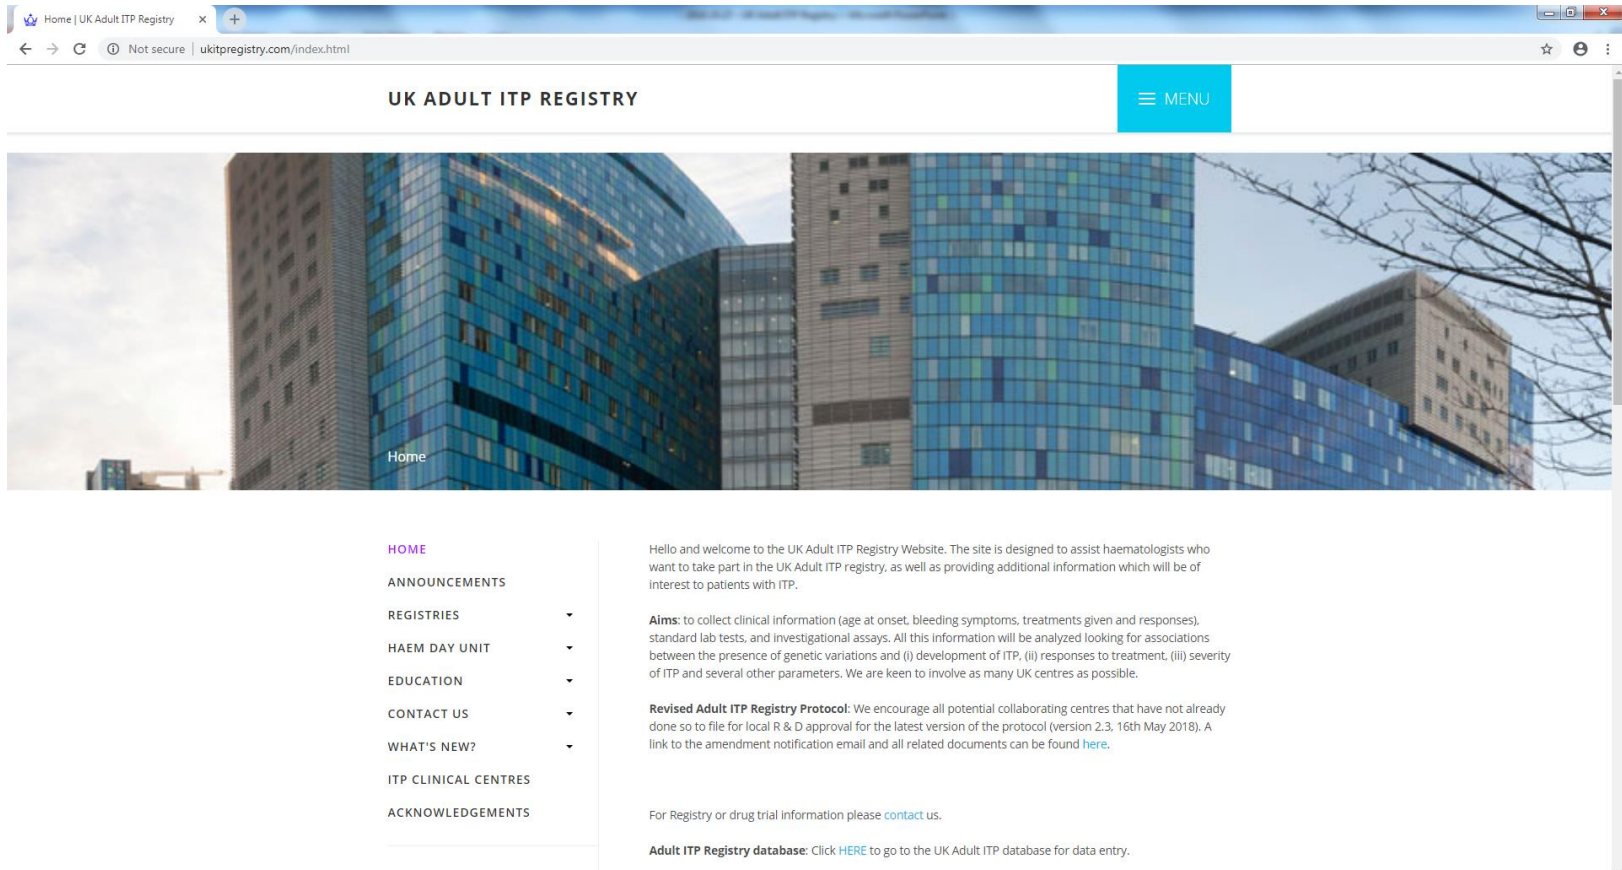 Home | UK Adult ITP Registry
Not secure | ukitpregistry.com/index.html
UK ADULT ITP REGISTRY
MENU
Home
HOME
ANNOUNCEMENTS
REGISTRIES
HAEM DAY UNIT
EDUCATION
CONTACT US
WHAT'S NEW?
ITP CLINICAL CENTRES
ACKNOWLEDGEMENTS
Hello and welcome to the UK Adult ITP Registry Website. The site is designed to assist haematologists who
want to take part in the UK Adult ITP registry, as well as providing additional information which will be of
interest to patients with ITP.
Aims: to collect clinical information (age at onset, bleeding symptoms, treatments given and responses),
standard lab tests, and investigational assays. All this information will be analyzed looking for associations
between the presence of genetic variations and (i) development of ITP, (ii) responses to treatment, (iii) severity
of ITP and several other parameters. We are keen to involve as many UK centres as possible.
Revised Adult ITP Registry Protocol: We encourage all potential collaborating centres that have not already
done so to file for local R & D approval for the latest version of the protocol (version 2.3, 16th May 2018). A
link to the amendment notification email and all related documents can be found here.
For Registry or drug trial information please contact us.
Adult ITP Registry database: Click HERE to go to the UK Adult ITP database for data entry.